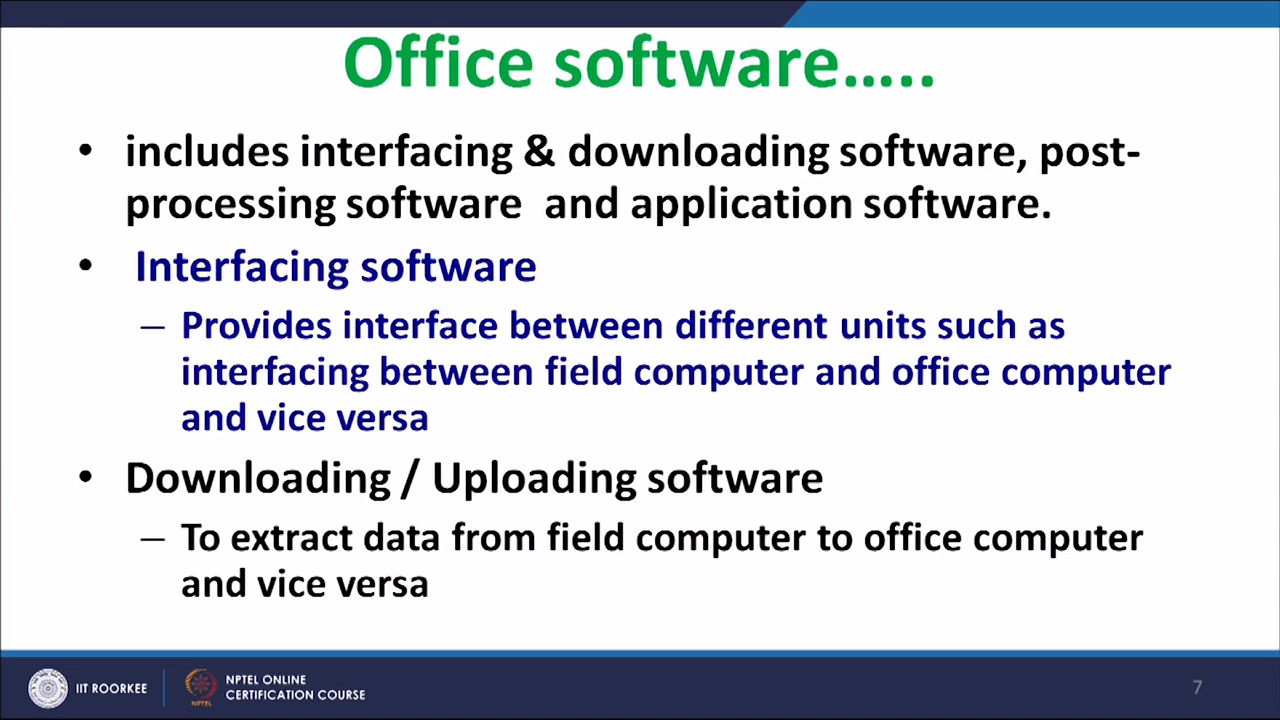 Office software…..
• includes interfacing & downloading software, post-
processing software and application software.
• Interfacing software
– Provides interface between different units such as
interfacing between field computer and office computer
and vice versa
• Downloading / Uploading software
– To extract data from field computer to office computer
and vice versa
IIT ROORKEE
NPTEL
NPTEL ONLINE
CERTIFICATION COURSE
7